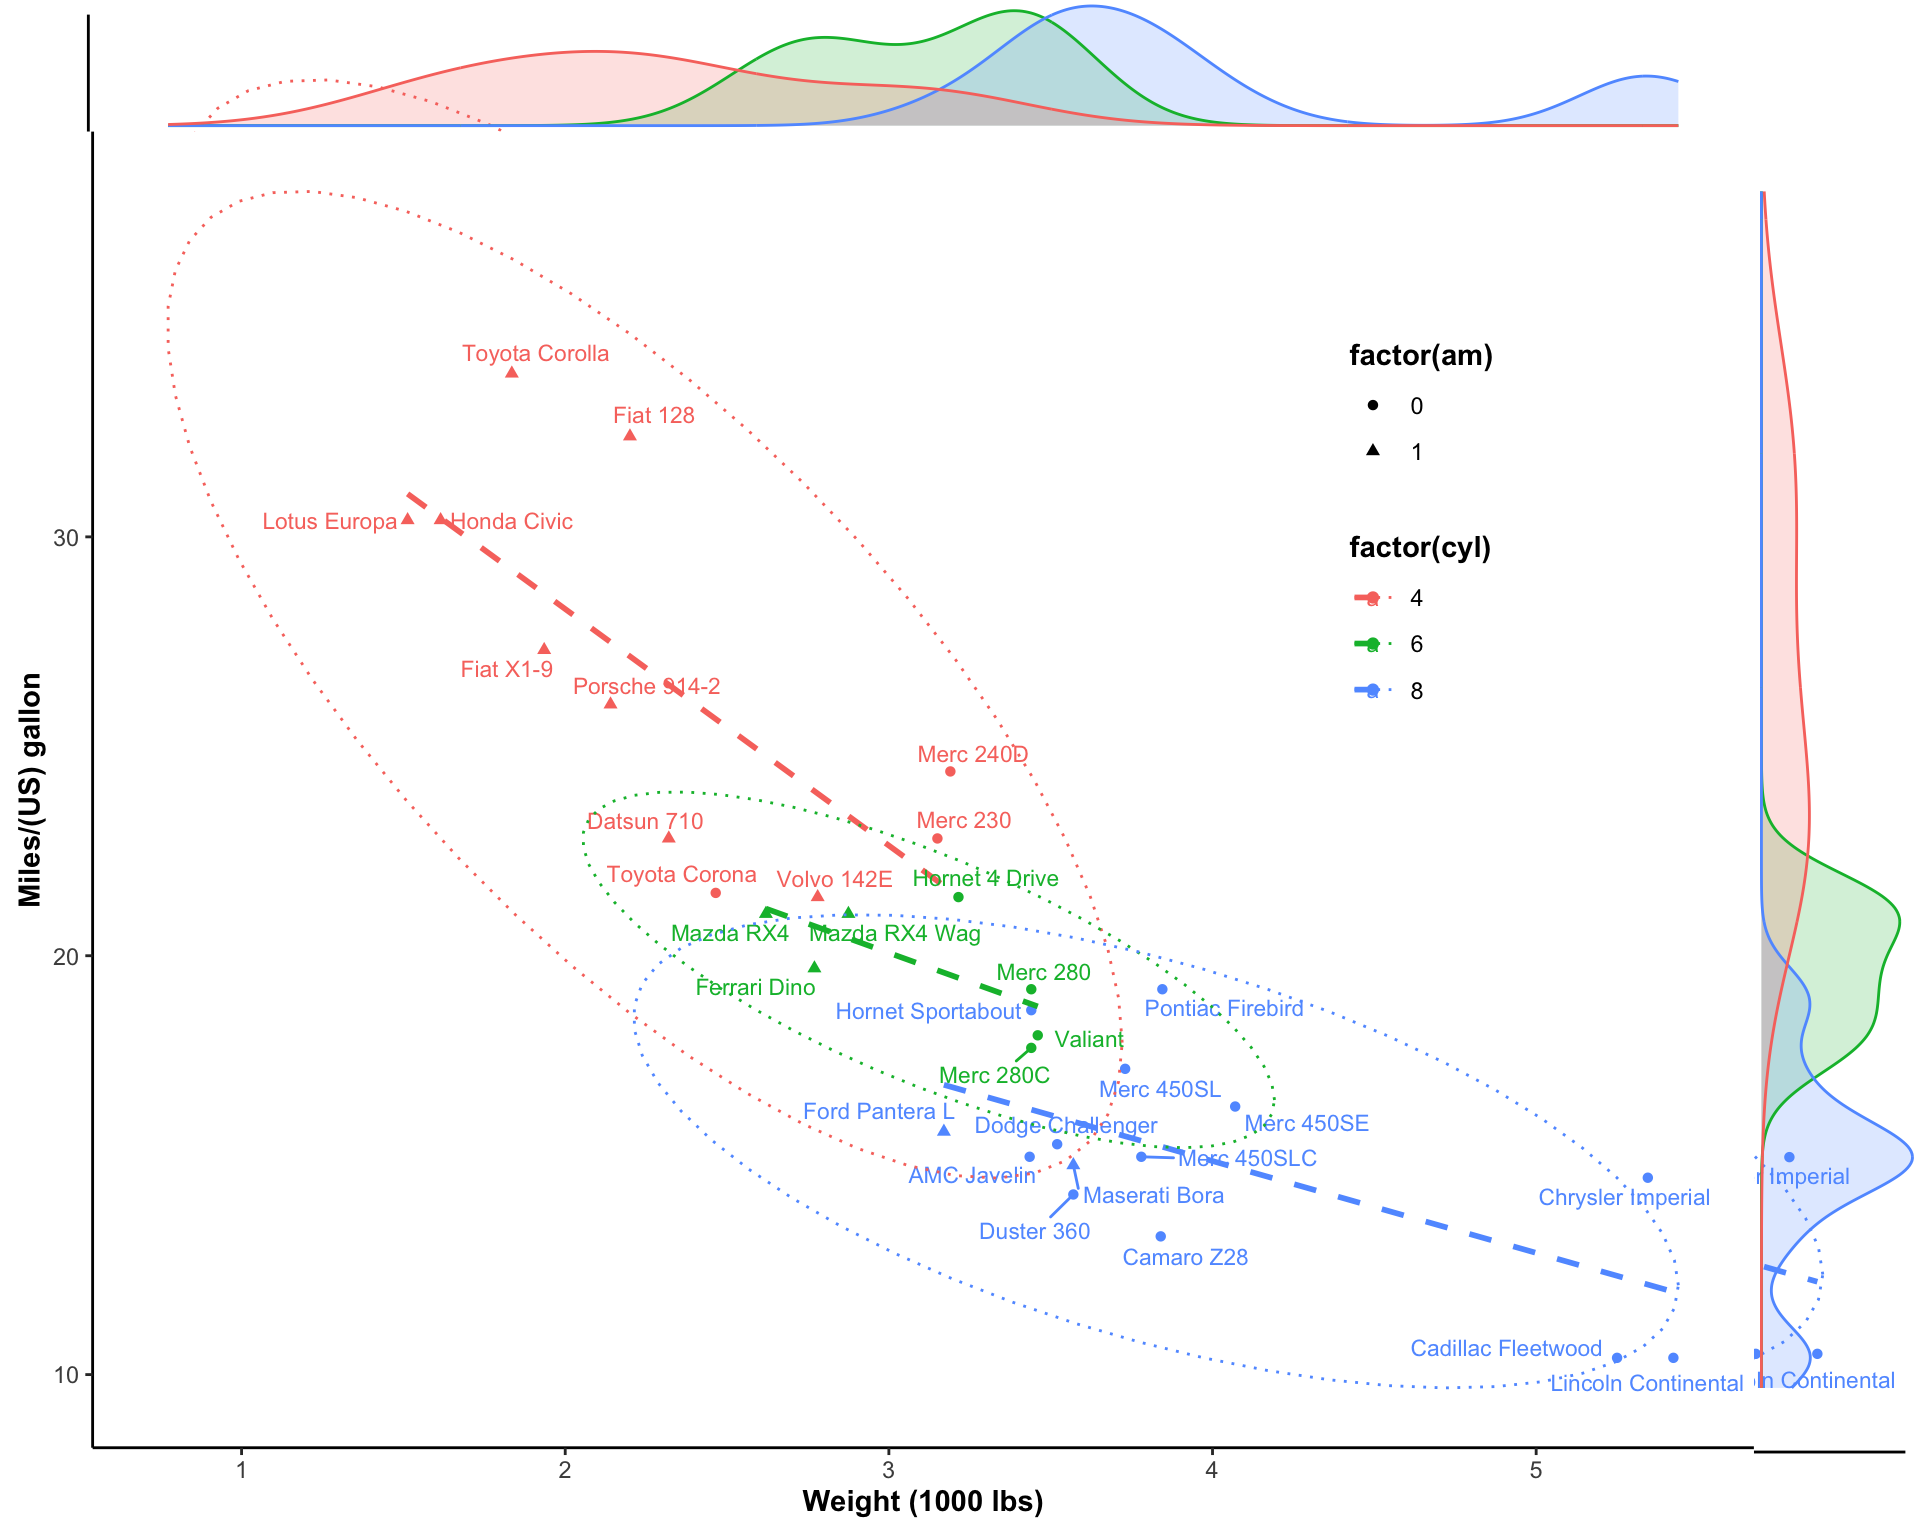 Toyota Corolla
factor(am)
0
Fiat 128
1
Lotus Europa
Honda Civic
30
factor(cyl)
4
6
Fiat X1-9
Porsche 914-2
8
Miles/(US) gallon
Merc 240D
Datsun 710
Merc 230
Toyota Corona
Volvo 142E
Hornet 4 Drive
Mazda RX4
Mazda RX4 Wag
20
Merc 280
Ferrari Dino
Hornet Sportabout
Pontiac Firebird
Valiant
Merc 280C
Merc 450SL
Ford Pantera L
Dodge Challenger
Merc 450SE
Merc 450SLC
AMC Javelin
r Imperial
Maserati Bora
Chrysler Imperial
Duster 360
Camaro Z28
Cadillac Fleetwood
10
Lincoln Continental
n Continental
1
2
3
4
5
Weight (1000 lbs)